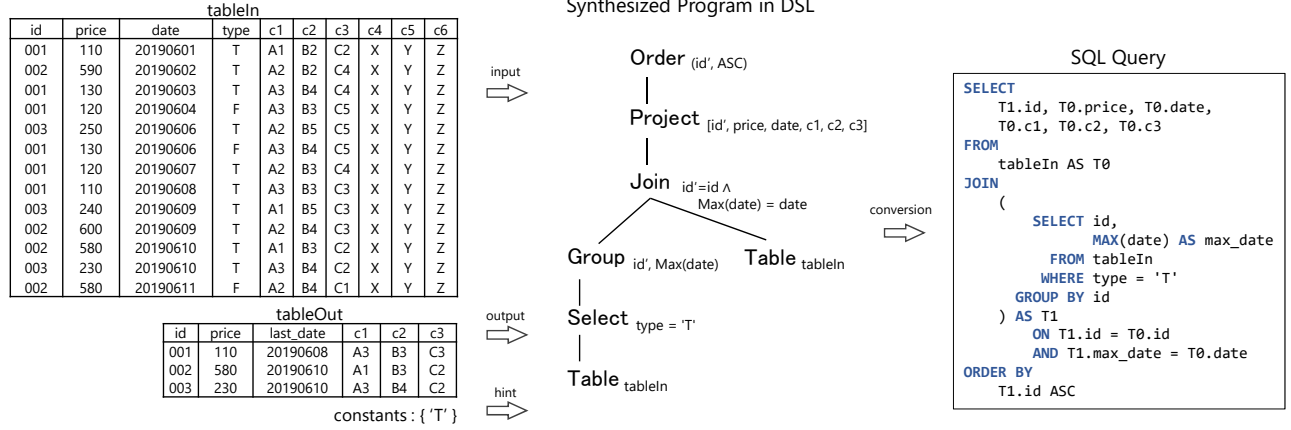 tableIn
id price date type c1 c2 c3 c4 c5 c6
001 110 20190601 T A1 B2 C2 X Y Z
002 590 20190602 T A2 B2 C4 X Y Z
001 130 20190603 T A3 B4 C4 X Y Z
001 120 20190604 F A3 B3 C5 X Y Z
003 250 20190606 T A2 B5 C5 X Y Z
001 130 20190606 F A3 B4 C5 X Y Z
001 120 20190607 T A2 B3 C4 X Y Z
001 110 20190608 T A3 B3 C3 X Y Z
003 240 20190609 T A1 B5 C3 X Y Z
002 600 20190609 T A2 B4 C3 X Y Z
002 580 20190610 T A1 B3 C2 X Y Z
003 230 20190610 T A3 B4 C2 X Y Z
002 580 20190611 F A2 B4 C1 X Y Z
tableOut
id price last_date c1 c2 c3
001 110 20190608 A3 B3 C3
002 580 20190610 A1 B3 C2
003 230 20190610 A3 B4 C2
constants : { 'T' }
input
output
hint
Synthesized Program in DSL
Order (id', ASC)
Project [id', price, date, c1, c2, c3]
Join id'=id ∧
Max(date) = date
Group id', Max(date)
Table tableIn
Select type = 'T'
Table tableIn
conversion
SQL Query
SELECT
T1.id, T0.price, T0.date,
T0.c1, T0.c2, T0.c3
FROM
tableIn AS T0
JOIN
(
SELECT id,
MAX(date) AS max_date
FROM tableIn
WHERE type = 'T'
GROUP BY id
) AS T1
ON T1.id = T0.id
AND T1.max_date = T0.date
ORDER BY
T1.id ASC